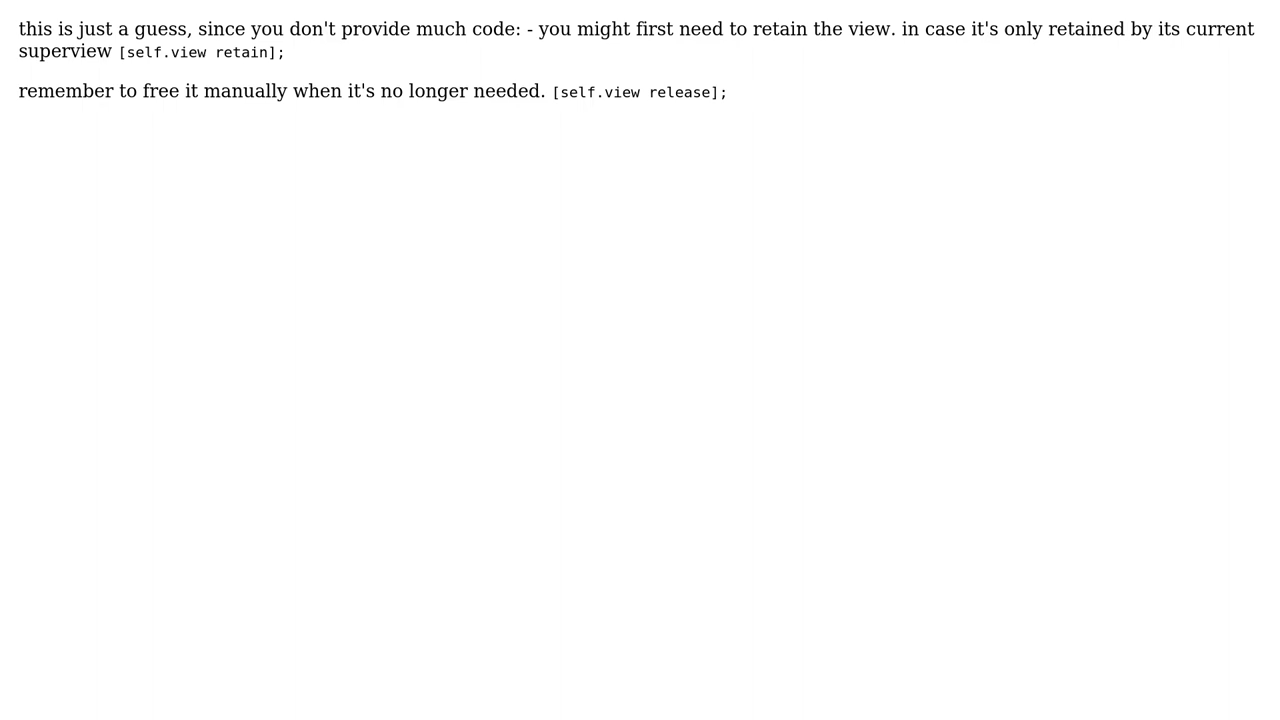 this is just a guess, since you don't provide much code: - you might first need to retain the view. in case it's only retained by its current
superview [self.view retain];
remember to free it manually when it's no longer needed. [self.view release];